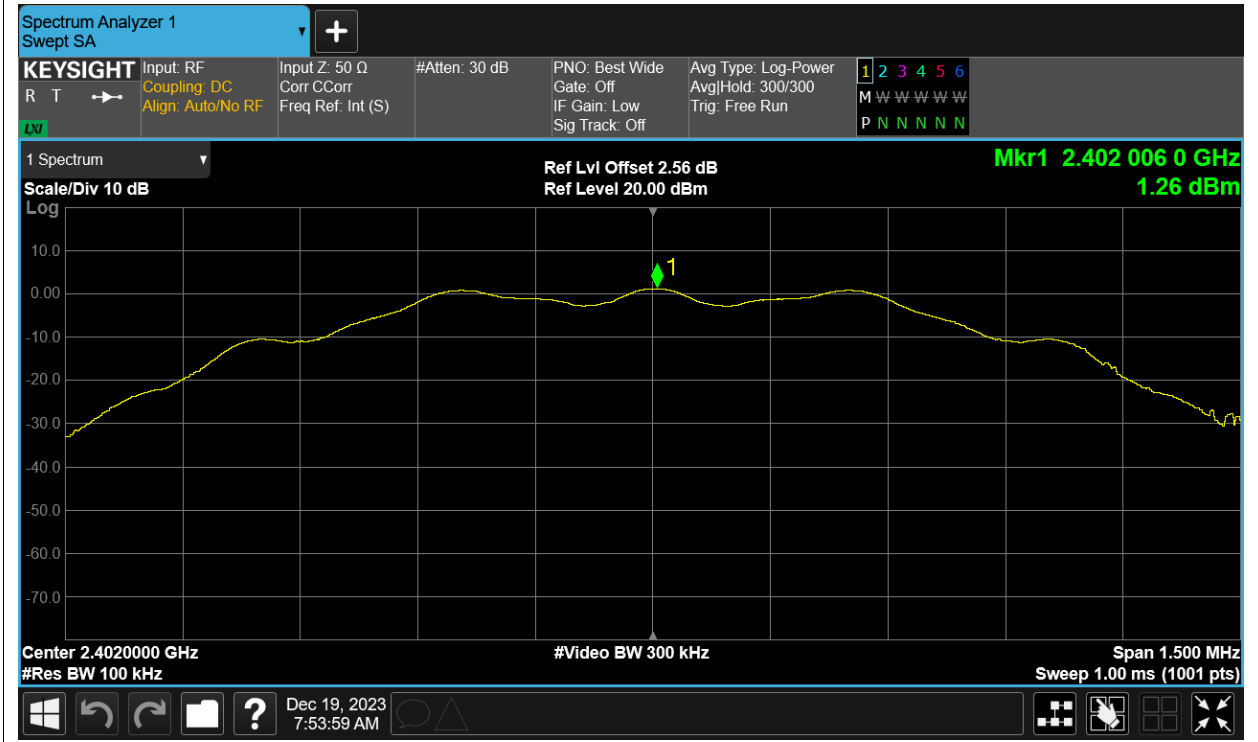 Spectrum Analyzer 1
Swept SA
KEYSIGHT
R T
LXI
Input: RF
Coupling: DC
Align: Auto/No RF
Input Z: 50 Ω
Corr CCorr
Freq Ref: Int (S)
#Atten: 30 dB
PNO: Best Wide
Gate: Off
IF Gain: Low
Sig Track: Off
Avg Type: Log-Power
Avg|Hold: 300/300
Trig: Free Run
1 2 3 4 5 6
M W W W W W
P N N N N N
1 Spectrum
Scale/Div 10 dB
Log
Ref Lvl Offset 2.56 dB
Ref Level 20.00 dBm
Mkr1 2.402 006 0 GHz
1.26 dBm
10.0
0.00
-10.0
-20.0
-30.0
-40.0
-50.0
-60.0
-70.0
1
Center 2.4020000 GHz
#Res BW 100 kHz
#Video BW 300 kHz
Span 1.500 MHz
Sweep 1.00 ms (1001 pts)
?
Dec 19, 2023
7:53:59 AM